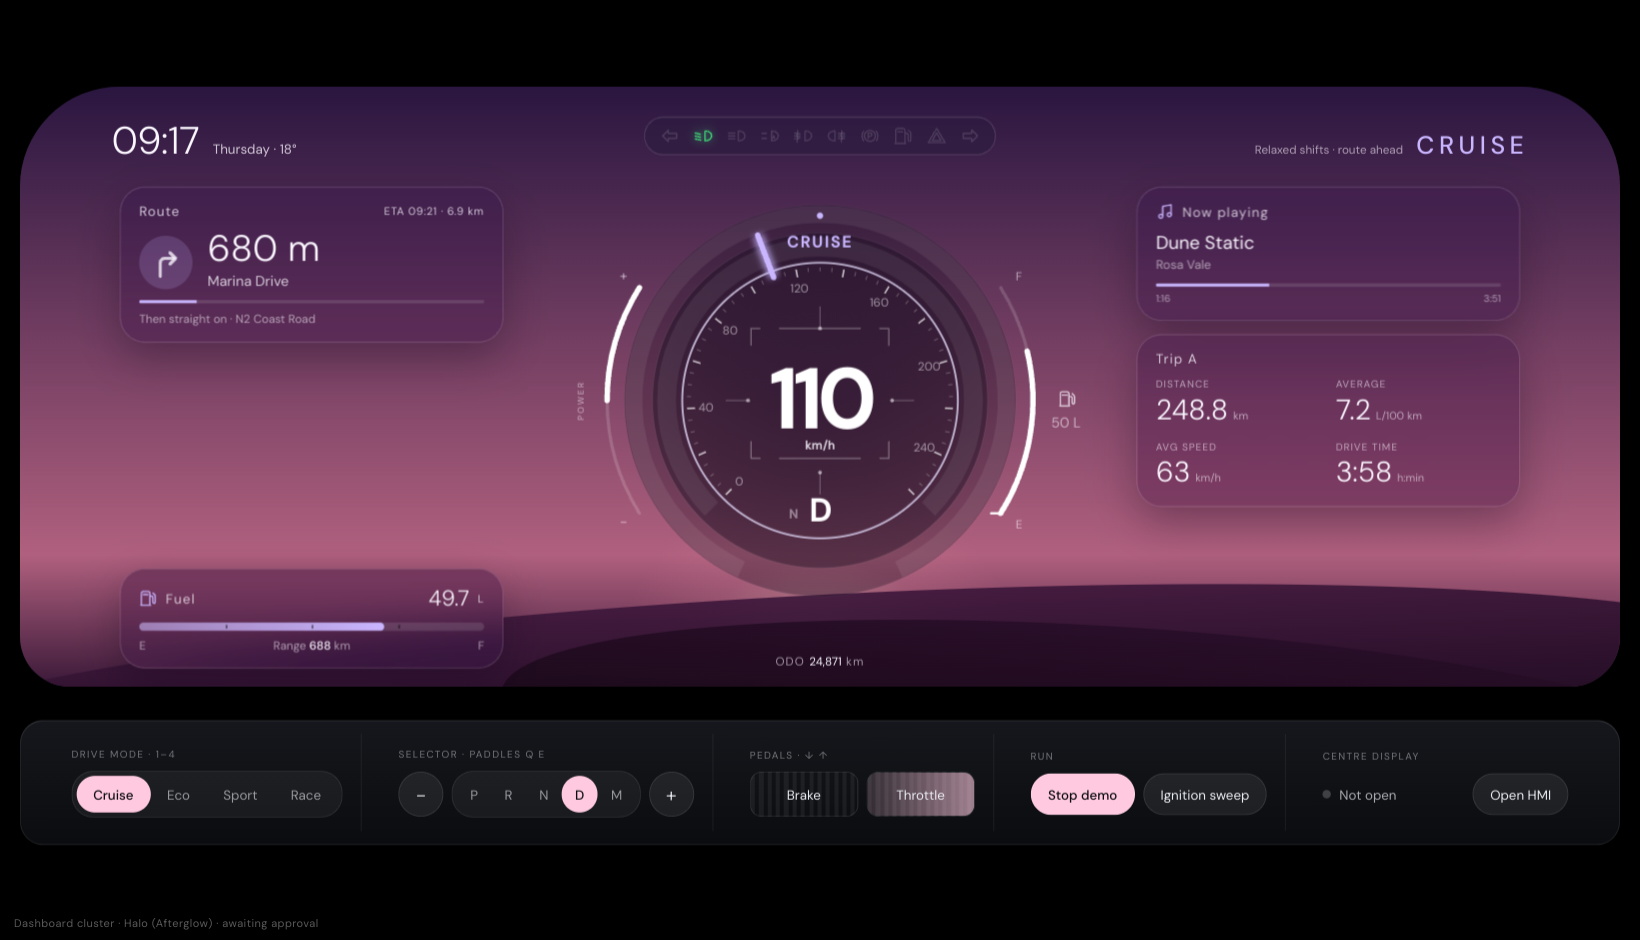 09:17 Thursday · 18°
Relaxed shifts · route ahead CRUISE
Route ETA 09:21 · 6.9 km
680 m
Marina Drive
Then straight on · N2 Coast Road
Fuel 49.7 L
E Range 688 km F
CRUISE
0
40
80
120
160
200
240
110
km/h
N D
+
POWER
−
F
50 L
E
ODO 24,871 km
Now playing
Dune Static
Rosa Vale
1:16 3:51
Trip A
DISTANCE AVERAGE
248.8 km 7.2 L/100 km
AVG SPEED DRIVE TIME
63 km/h 3:58 h:min
DRIVE MODE · 1–4
Cruise Eco Sport Race
SELECTOR · PADDLES Q E
− P R N D M +
PEDALS · ↓ ↑
Brake Throttle
RUN
Stop demo Ignition sweep
CENTRE DISPLAY
Not open Open HMI
Dashboard cluster · Halo (Afterglow) · awaiting approval